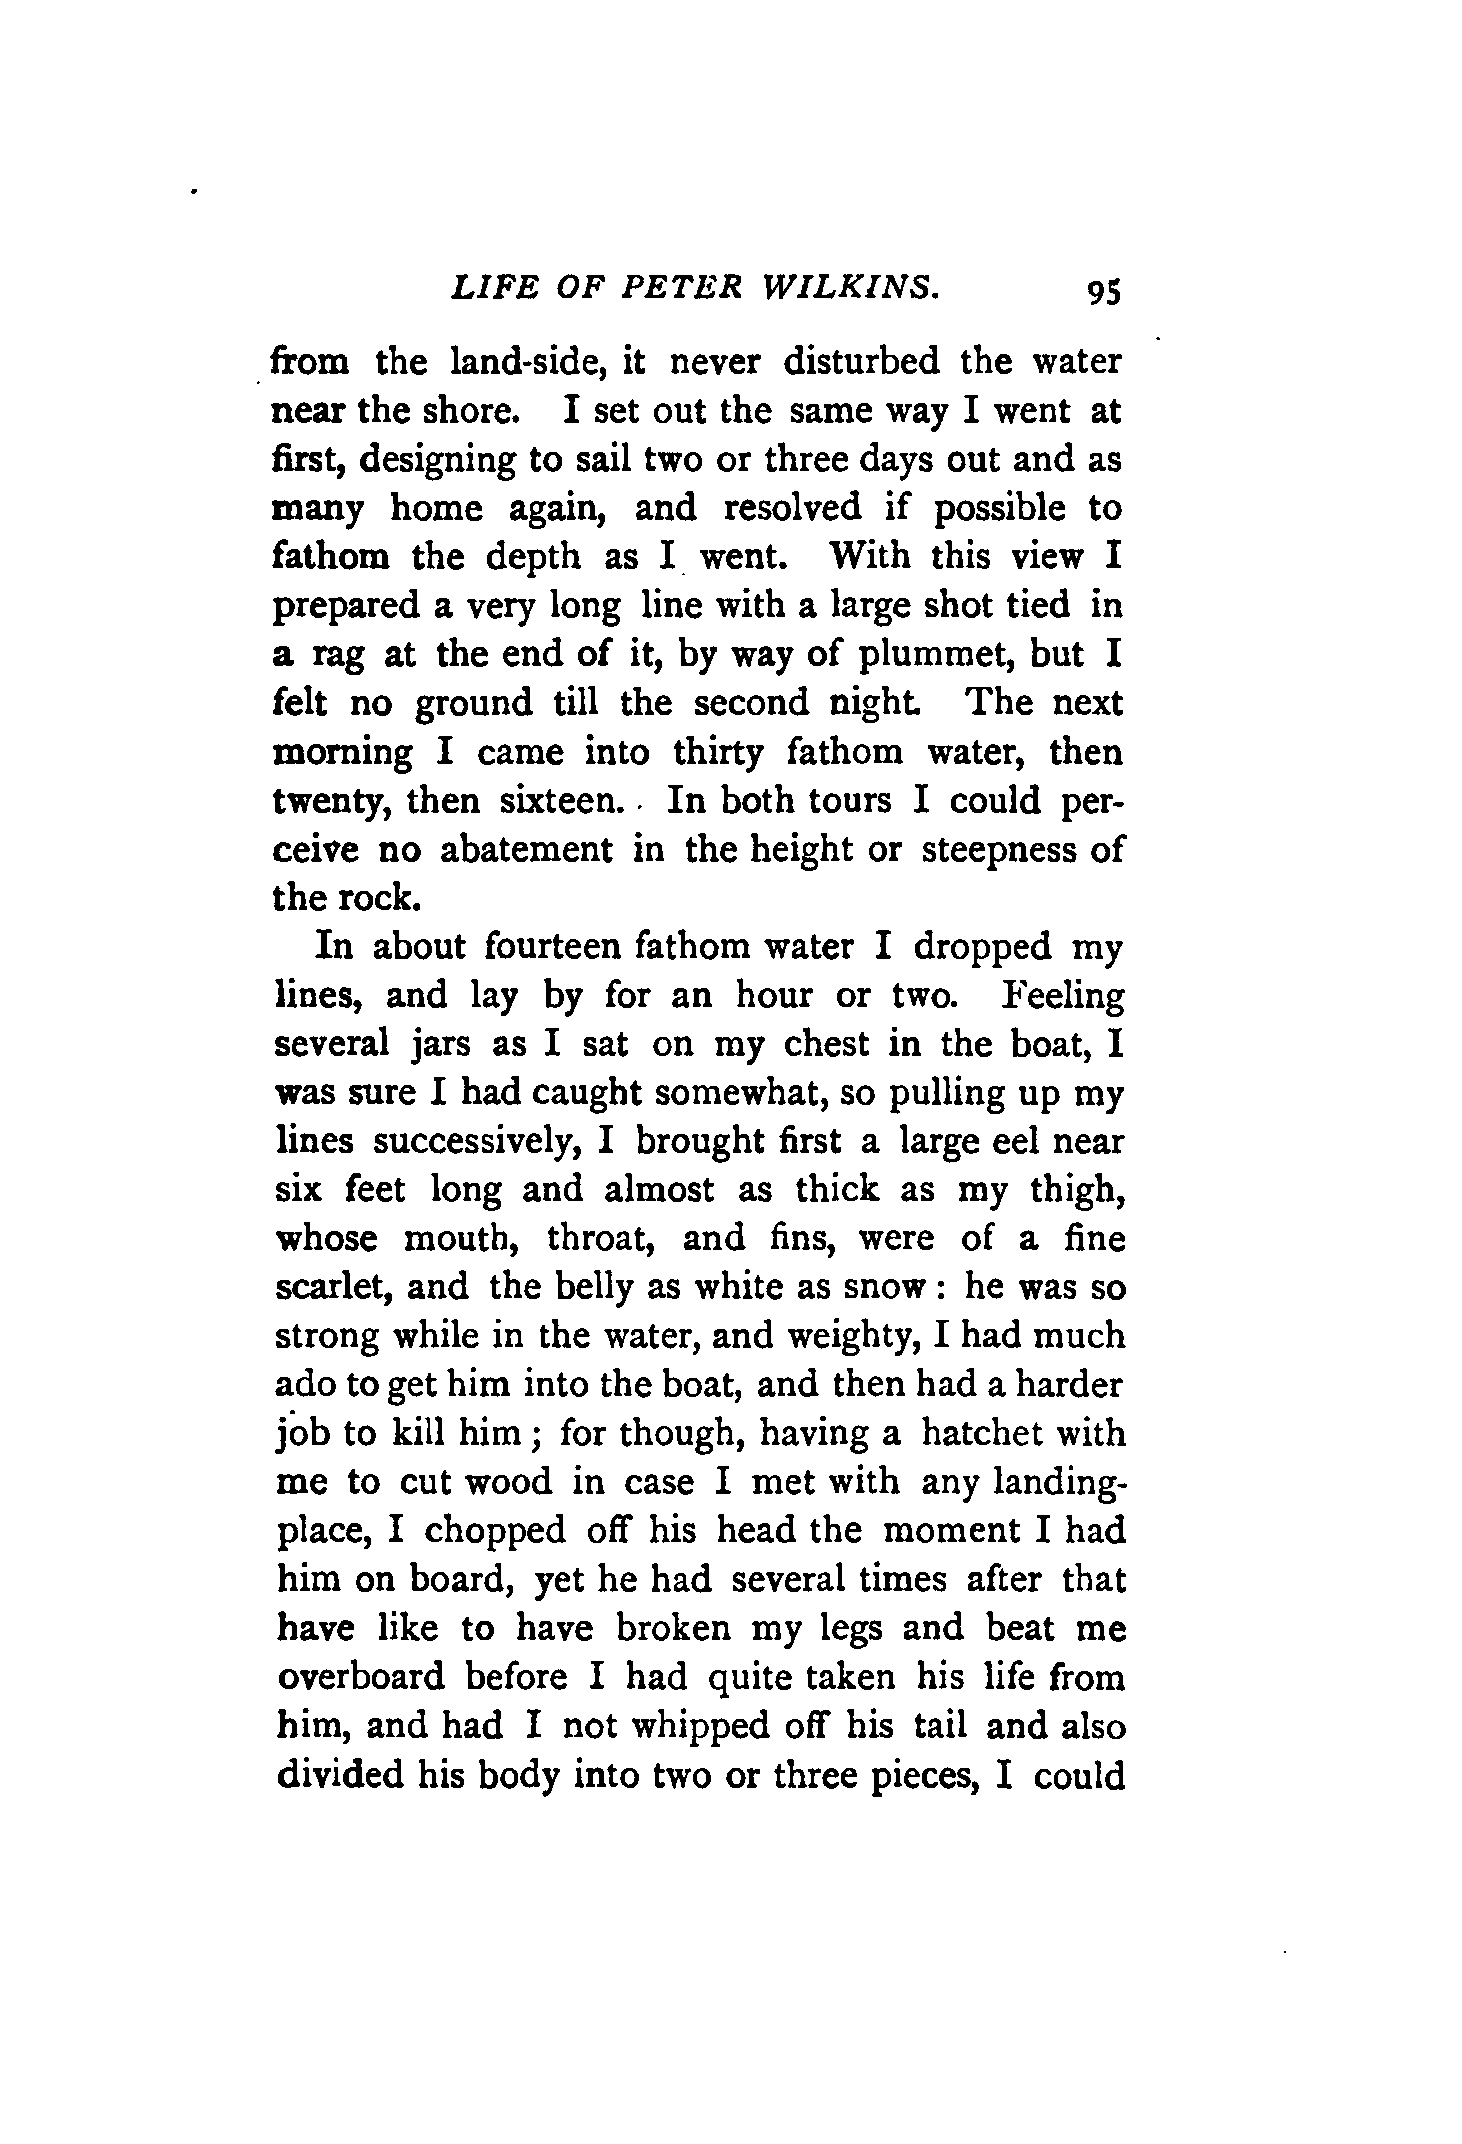 LIFE OF PETER WILKINS. 95
from the land-side, it never disturbed the water
near the shore. I set out the same way I went at
first, designing to sail two or three days out and as
many home again, and resolved if possible to
fathom the depth as I went. With this view I
prepared a very long line with a large shot tied in
a rag at the end of it, by way of plummet, but I
felt no ground till the second night. The next
morning I came into thirty fathom water, then
twenty, then sixteen. In both tours I could per-
ceive no abatement in the height or steepness of
the rock.
In about fourteen fathom water I dropped my
lines, and lay by for an hour or two. Feeling
several jars as I sat on my chest in the boat, I
was sure I had caught somewhat, so pulling up my
lines successively, I brought first a large eel near
six feet long and almost as thick as my thigh,
whose mouth, throat, and fins, were of a fine
scarlet, and the belly as white as snow : he was so
strong while in the water, and weighty, I had much
ado to get him into the boat, and then had a harder
job to kill him ; for though, having a hatchet with
me to cut wood in case I met with any landing-
place, I chopped off his head the moment I had
him on board, yet he had several times after that
have like to have broken my legs and beat me
overboard before I had quite taken his life from
him, and had I not whipped off his tail and also
divided his body into two or three pieces, I could